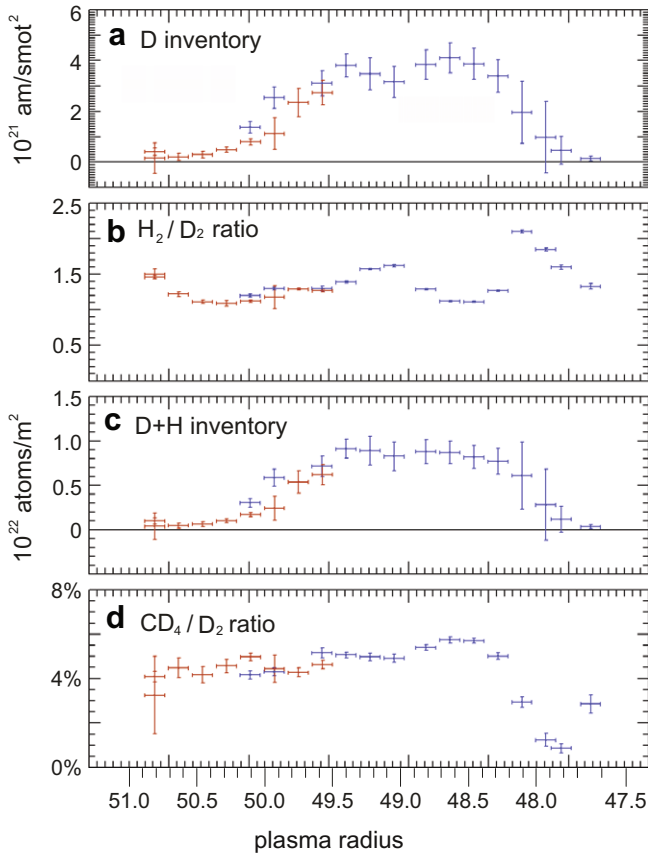 a D inventory
10²¹ am/smot²
0
2
4
6
b H₂/D₂ ratio
0.5
1.5
2.5
c D+H inventory
10²² atoms/m²
0
0.5
1.0
1.5
d CD₄/D₂ ratio
0%
4%
8%
51.0 50.5 50.0 49.5 49.0 48.5 48.0 47.5
plasma radius